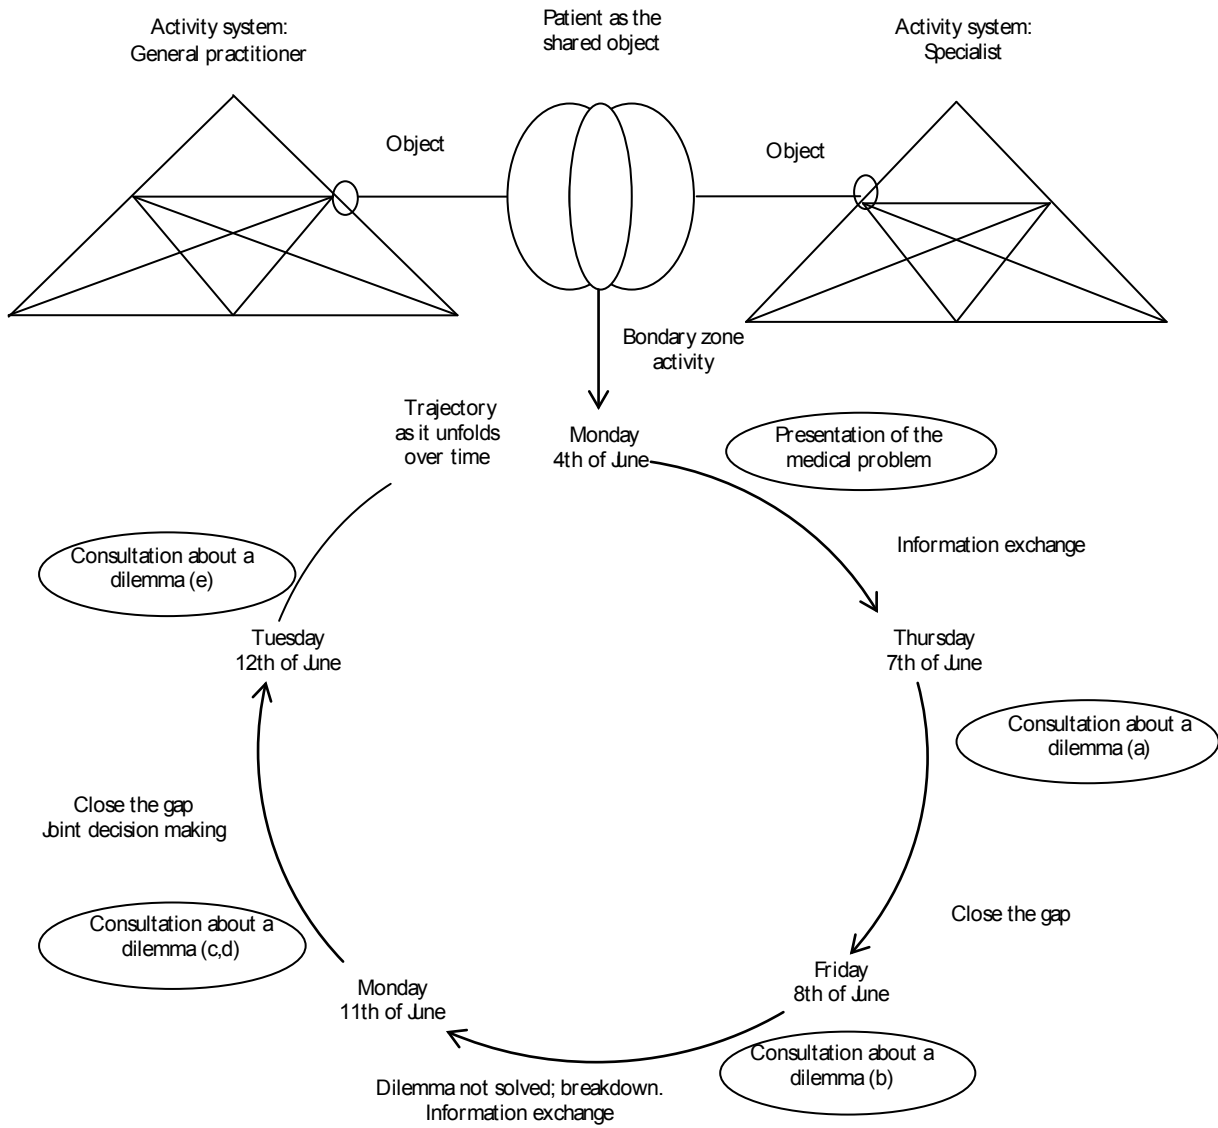 Activity system:
General practitioner
Patient as the
shared object
Activity system:
Specialist
Object
Object
Bondary zone
activity
Trajectory
as it unfolds
over time
Monday
4th of June
Presentation of the
medical problem
Information exchange
Thursday
7th of June
Consultation about a
dilemma (a)
Close the gap
Friday
8th of June
Consultation about a
dilemma (b)
Dilemma not solved; breakdown.
Information exchange
Monday
11th of June
Consultation about a
dilemma (c,d)
Close the gap
Joint decision making
Tuesday
12th of June
Consultation about a
dilemma (e)